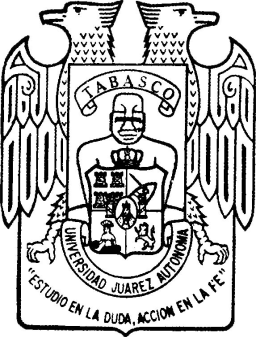 TABASCO
UNIVERSIDAD JUAREZ AUTONOMA
"ESTUDIO EN LA DUDA, ACCION EN LA FE"